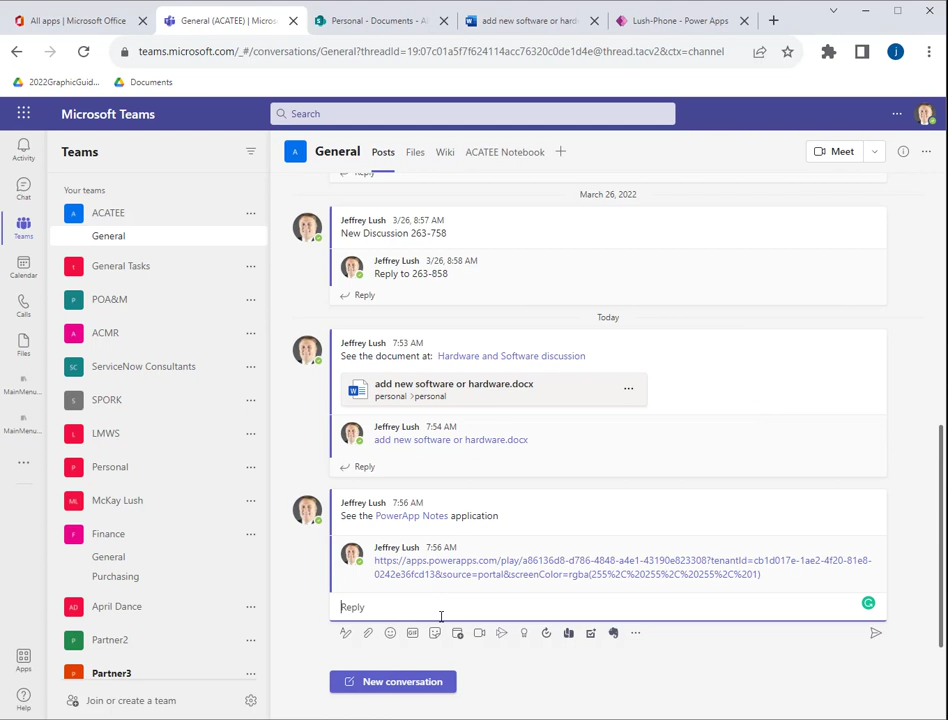 All apps | Microsoft Office
General (ACATEE) | Micros
Personal - Documents - A
add new software or hard
Lush-Phone - Power Apps
teams.microsoft.com/_#/conversations/General?threadId=19:07c01a5f7f624114acc76320c0de1d4e@thread.tacv2&ctx=channel
2022GraphicGuid...
Documents
Microsoft Teams
Search
Activity
Chat
Teams
Calendar
Calls
Files
MainMenu...
MainMenu...
Apps
Help
Teams
Your teams
A ACATEE
General
T General Tasks
P POA&M
A ACMR
SC ServiceNow Consultants
S SPORK
L LMWS
P Personal
ML McKay Lush
F Finance
General
Purchasing
AD April Dance
P Partner2
P Partner3
Join or create a team
A General Posts Files Wiki ACATEE Notebook
Meet
Reply
March 26, 2022
Jeffrey Lush 3/26, 8:57 AM
New Discussion 263-758
Jeffrey Lush 3/26, 8:58 AM
Reply to 263-858
Reply
Today
Jeffrey Lush 7:53 AM
See the document at: Hardware and Software discussion
add new software or hardware.docx
personal >personal
Jeffrey Lush 7:54 AM
add new software or hardware.docx
Reply
Jeffrey Lush 7:56 AM
See the PowerApp Notes application
Jeffrey Lush 7:56 AM
https://apps.powerapps.com/play/a86136d8-d786-4848-a4e1-43190e823308?tenantId=cb1d017e-1ae2-4f20-81e8-
0242e36fcd13&source=portal&screenColor=rgba(255%2C%20255%2C%20255%2C%201)
Reply
New conversation